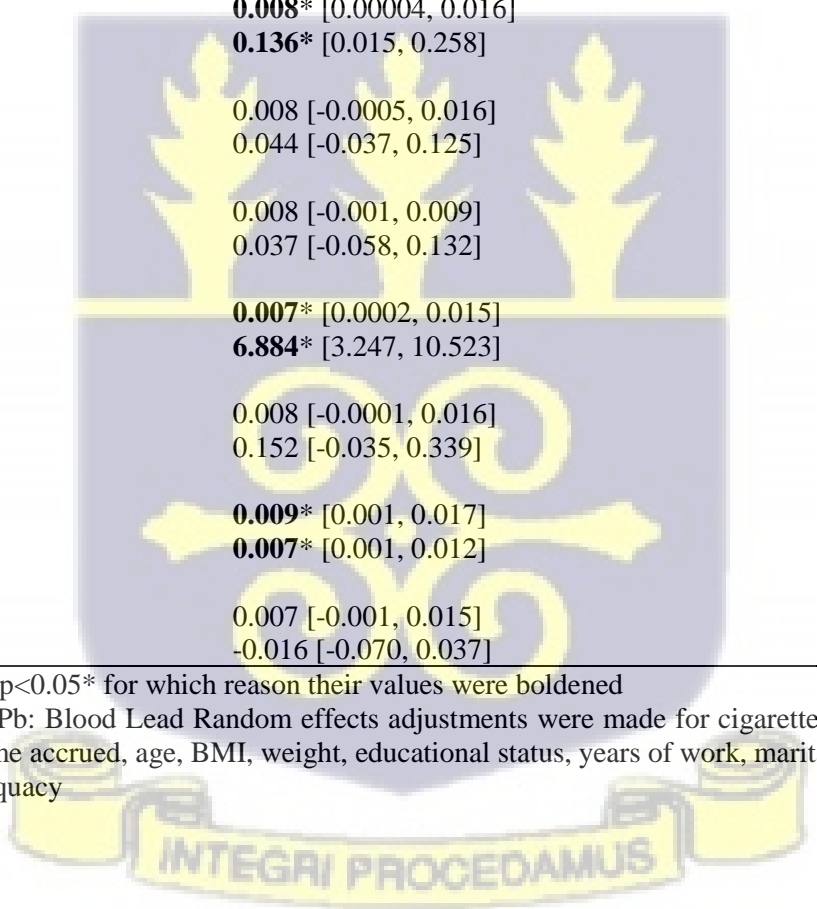 0.008* [0.00004, 0.016]
0.136* [0.015, 0.258]
0.008 [-0.0005, 0.016]
0.044 [-0.037, 0.125]
0.008 [-0.001, 0.009]
0.037 [-0.058, 0.132]
0.007* [0.0002, 0.015]
6.884* [3.247, 10.523]
0.008 [-0.0001, 0.016]
0.152 [-0.035, 0.339]
0.009* [0.001, 0.017]
0.007* [0.001, 0.012]
0.007 [-0.001, 0.015]
-0.016 [-0.070, 0.037]
p<0.05* for which reason their values were boldened
Pb: Blood Lead Random effects adjustments were made for cigarette
ne accrued, age, BMI, weight, educational status, years of work, marit
quacy
INTEGRI PROCEDAMUS